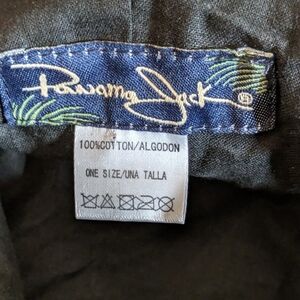 Panama Jack ®
100%COTTON/ALGODON
ONE SIZE/UNA TALLA